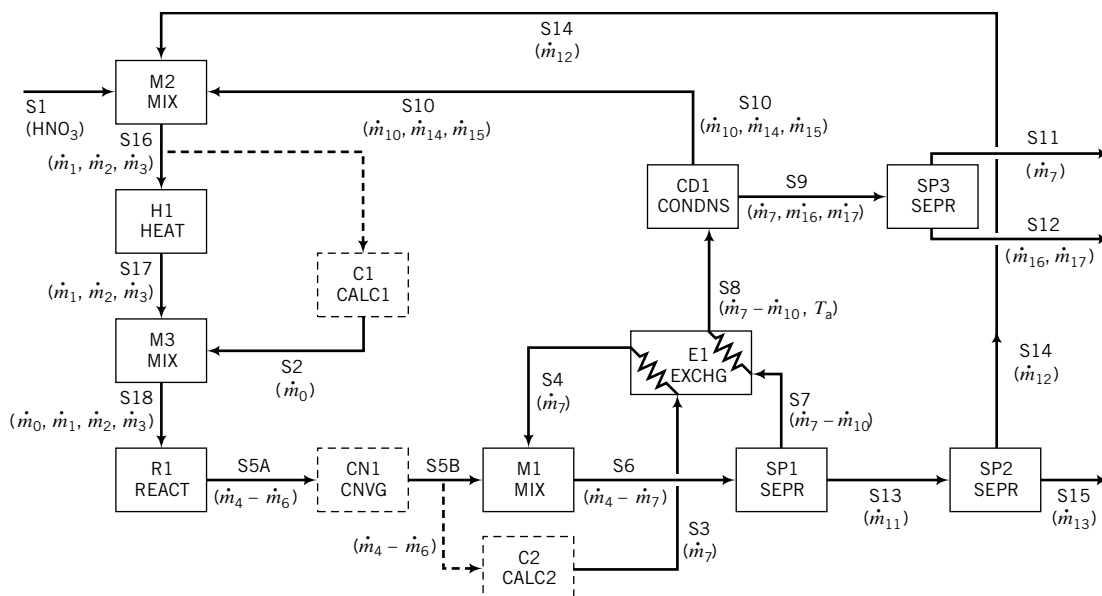 S14
(ṁ12)
M2
MIX
S1
(HNO3)
S10
(ṁ10, ṁ14, ṁ15)
S10
(ṁ10, ṁ14, ṁ15)
S16
(ṁ1, ṁ2, ṁ3)
S11
(ṁ7)
CD1
CONDNS
S9
(ṁ7, ṁ16, ṁ17)
SP3
SEPR
S12
(ṁ16, ṁ17)
H1
HEAT
S17
(ṁ1, ṁ2, ṁ3)
C1
CALC1
S8
(ṁ7 – ṁ10, Ta)
M3
MIX
S2
(ṁ0)
E1
EXCHG
S14
(ṁ12)
S4
(ṁ7)
S7
(ṁ7 – ṁ10)
S18
(ṁ0, ṁ1, ṁ2, ṁ3)
R1
REACT
S5A
(ṁ4 – ṁ6)
CN1
CNVG
S5B
M1
MIX
S6
(ṁ4 – ṁ7)
SP1
SEPR
S13
(ṁ11)
SP2
SEPR
S15
(ṁ13)
(ṁ4 – ṁ6)
C2
CALC2
S3
(ṁ7)